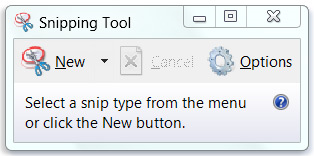 Snipping Tool
New Cancel Options
Select a snip type from the menu
or click the New button.